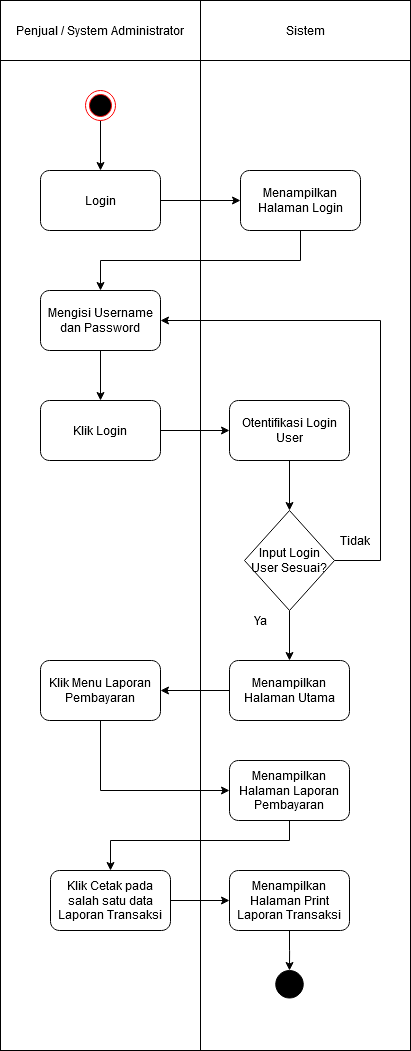 Penjual / System Administrator
Sistem
Login
Menampilkan
Halaman Login
Mengisi Username
dan Password
Klik Login
Otentifikasi Login
User
Input Login
User Sesuai?
Tidak
Ya
Klik Menu Laporan
Pembayaran
Menampilkan
Halaman Utama
Menampilkan
Halaman Laporan
Pembayaran
Klik Cetak pada
salah satu data
Laporan Transaksi
Menampilkan
Halaman Print
Laporan Transaksi